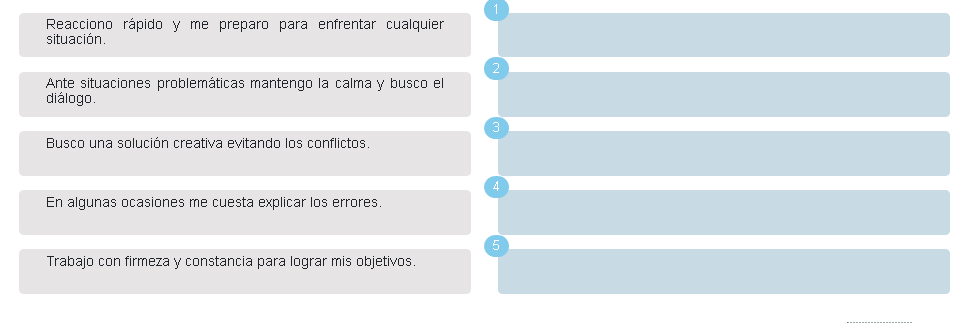 Reacciono rápido y me preparo para enfrentar cualquier
situación.
1
Ante situaciones problemáticas mantengo la calma y busco el
diálogo.
2
Busco una solución creativa evitando los conflictos.
3
En algunas ocasiones me cuesta explicar los errores.
4
Trabajo con firmeza y constancia para lograr mis objetivos.
5